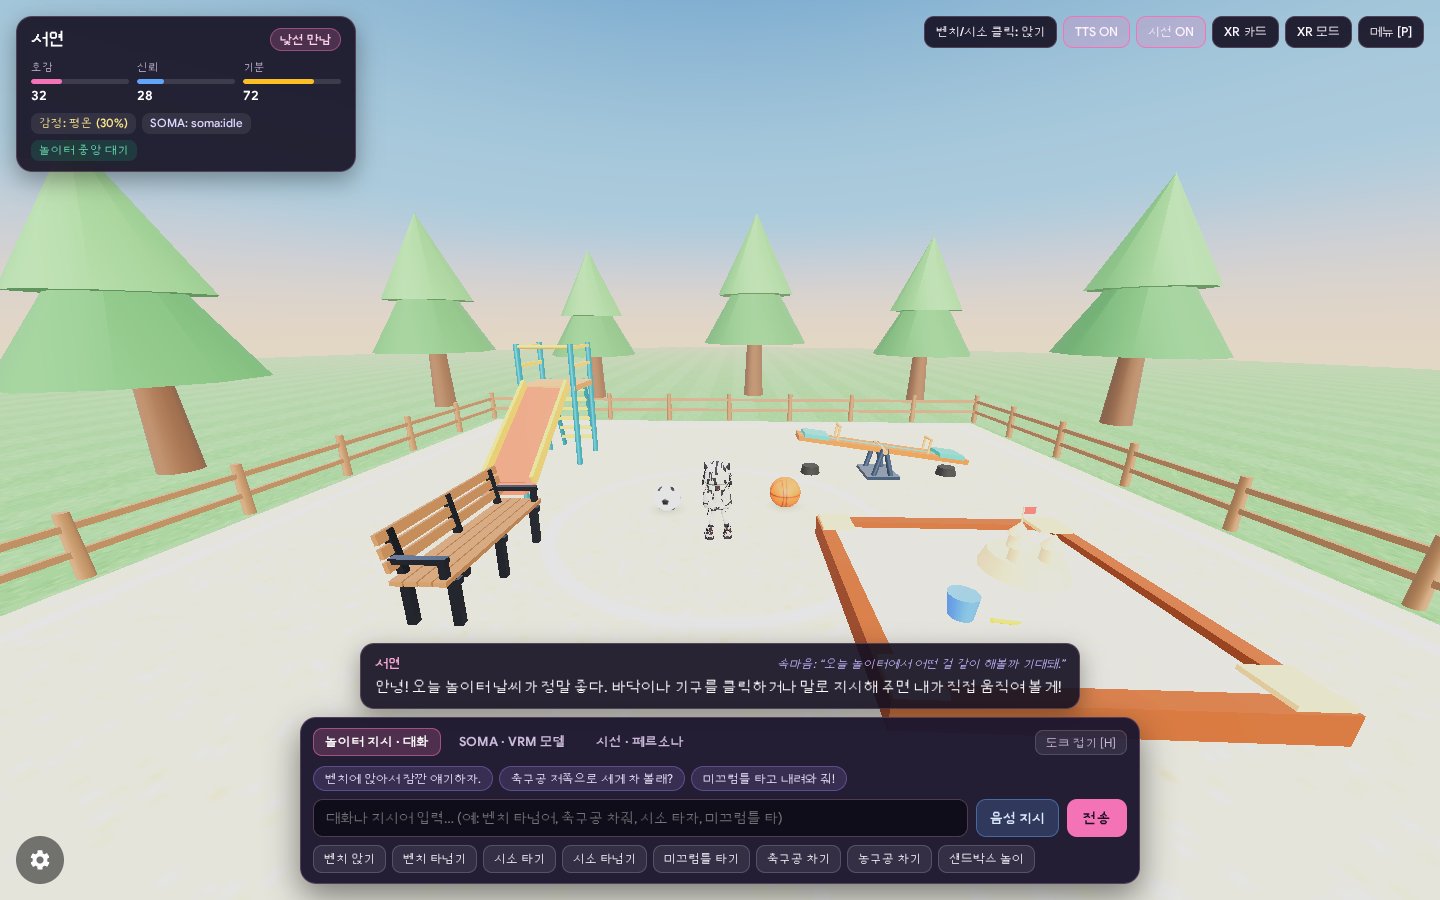 서연
낯선 만남
호감
신뢰
기분
32
28
72
감정: 평온 (30%)
SOMA: soma:idle
놀이터 중앙 대기
벤치/시소 클릭: 앉기
TTS ON
시선 ON
XR 카드
XR 모드
메뉴 [P]
서연
속마음: “오늘 놀이터에서 어떤 걸 같이 해볼까 기대돼.”
안녕! 오늘 놀이터 날씨가 정말 좋다. 바닥이나 기구를 클릭하거나 말로 지시해 주면 내가 직접 움직여 볼게!
놀이터 지시 · 대화
SOMA · VRM 모델
시선 · 페르소나
도크 접기 [H]
벤치에 앉아서 잠깐 얘기하자.
축구공 저쪽으로 세게 차 볼래?
미끄럼틀 타고 내려와 줘!
대화나 지시어 입력... (예: 벤치 타넘어, 축구공 차줘, 시소 타자, 미끄럼틀 타)
음성 지시
전송
벤치 앉기
벤치 타넘기
시소 타기
시소 타넘기
미끄럼틀 타기
축구공 차기
농구공 차기
샌드박스 놀이